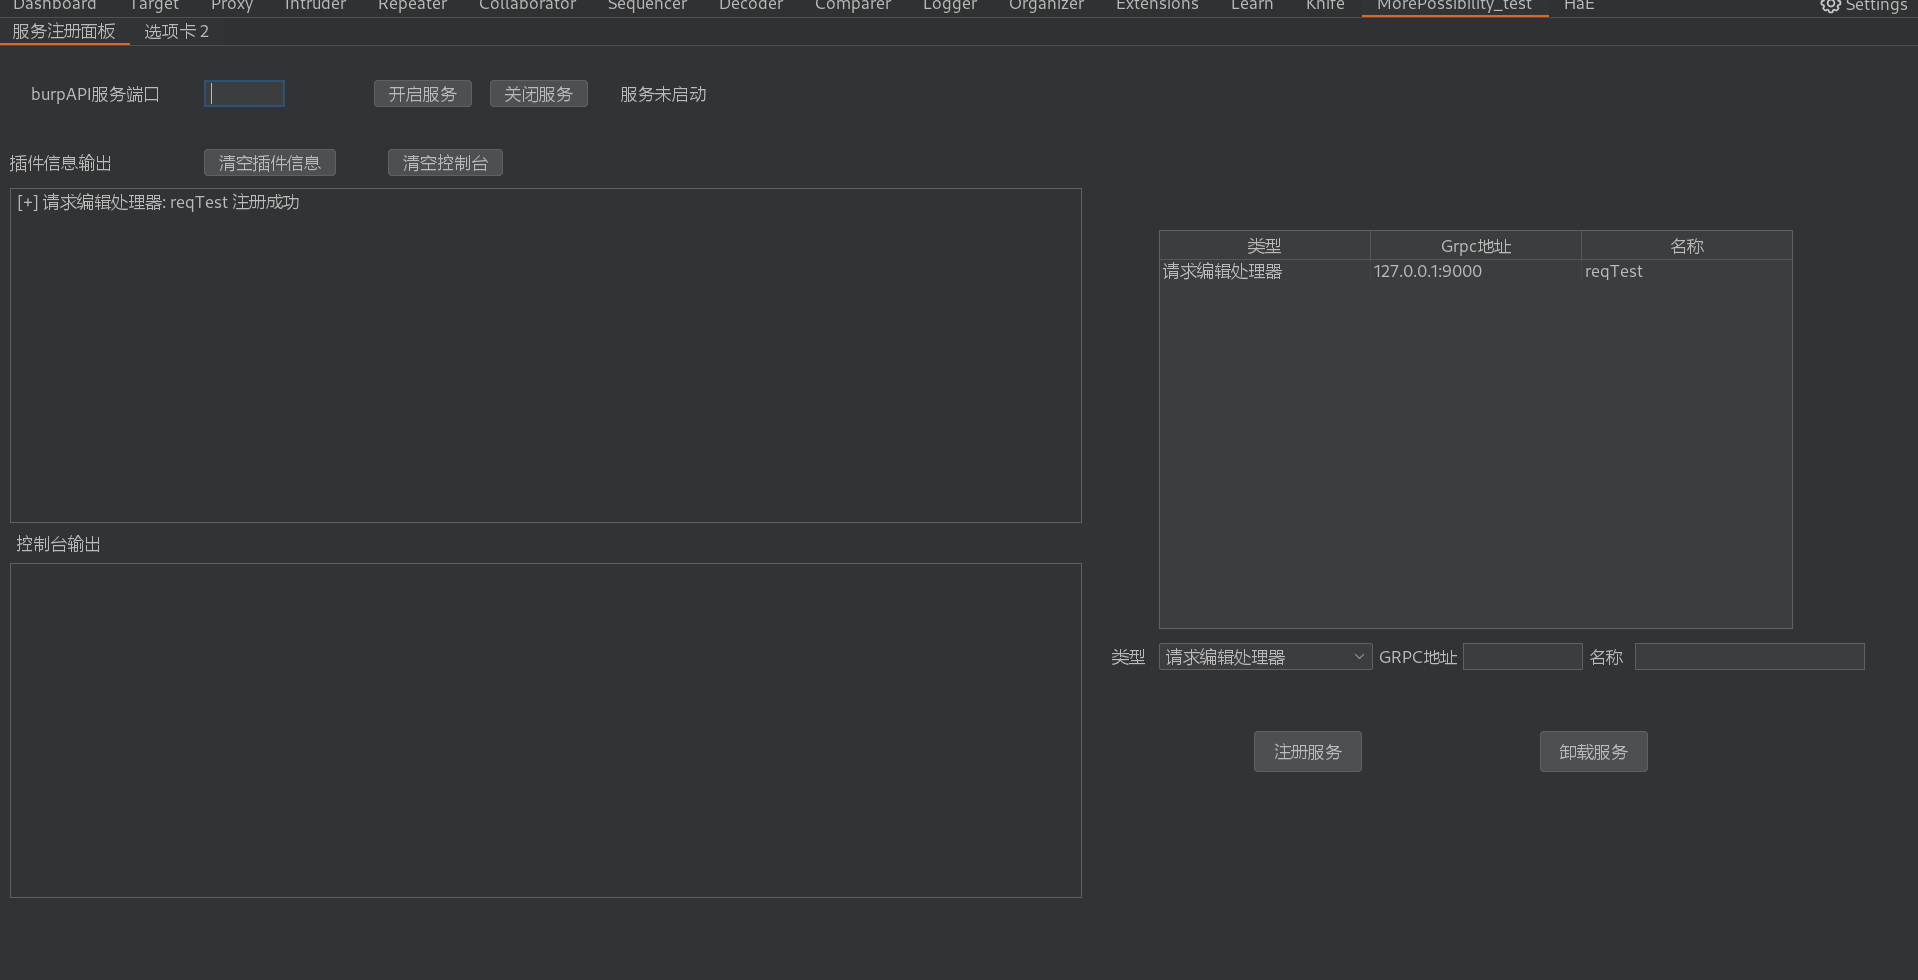 Dashboard Target Proxy Intruder Repeater Collaborator Sequencer Decoder Comparer Logger Organizer Extensions Learn Knife MorePossibility_test HaE Settings
服务注册面板 选项卡 2
burpAPI服务端口 开启服务 关闭服务 服务未启动
插件信息输出 清空插件信息 清空控制台
[+] 请求编辑处理器: reqTest 注册成功
类型 Grpc地址 名称
请求编辑处理器 127.0.0.1:9000 reqTest
控制台输出
类型 请求编辑处理器 GRPC地址 名称
注册服务 卸载服务